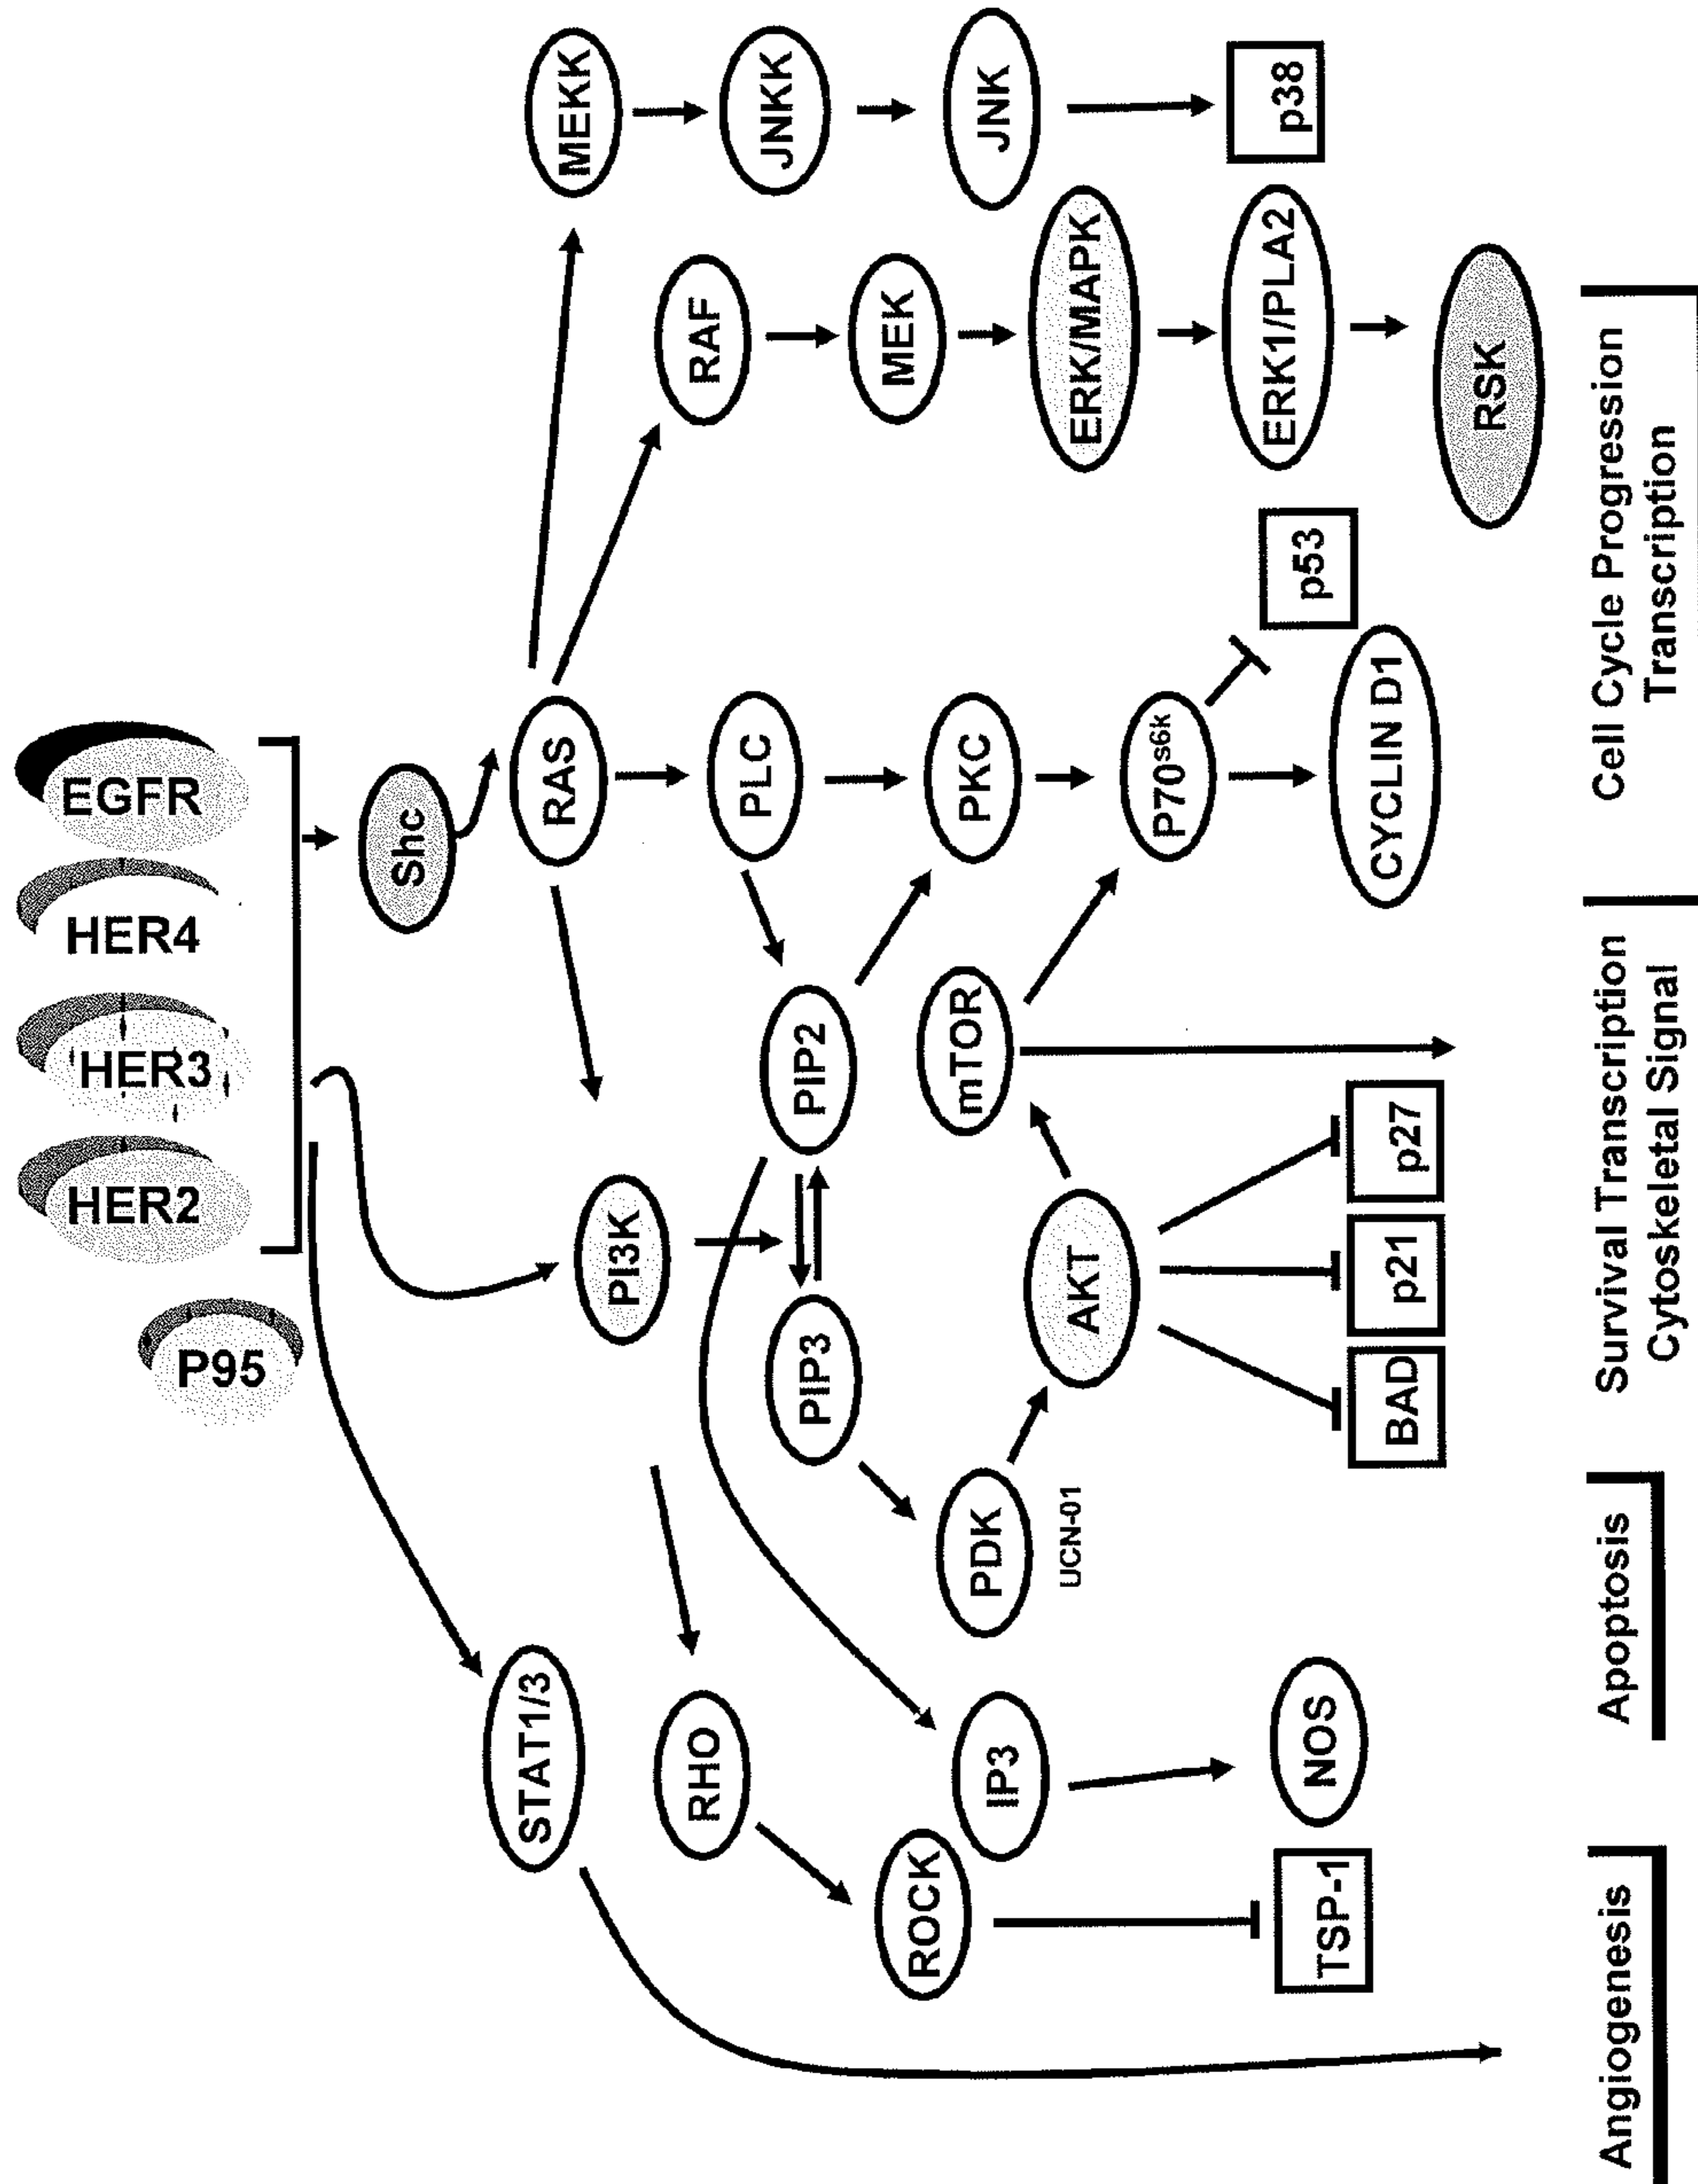 P95
HER2
HER3
HER4
EGFR
Shc
STAT1/3
RAS
MEKK
PI3K
RHO
RAF
PLC
JNKK
PIP3
PIP2
MEK
ROCK
IP3
PDK
mTOR
PKC
JNK
UCN-01
AKT
P70s6k
ERK/MAPK
TSP-1
NOS
p53
ERK1/PLA2
p38
BAD
p21
p27
CYCLIN D1
RSK
Angiogenesis
Apoptosis
Survival Transcription
Cytoskeletal Signal
Cell Cycle Progression
Transcription